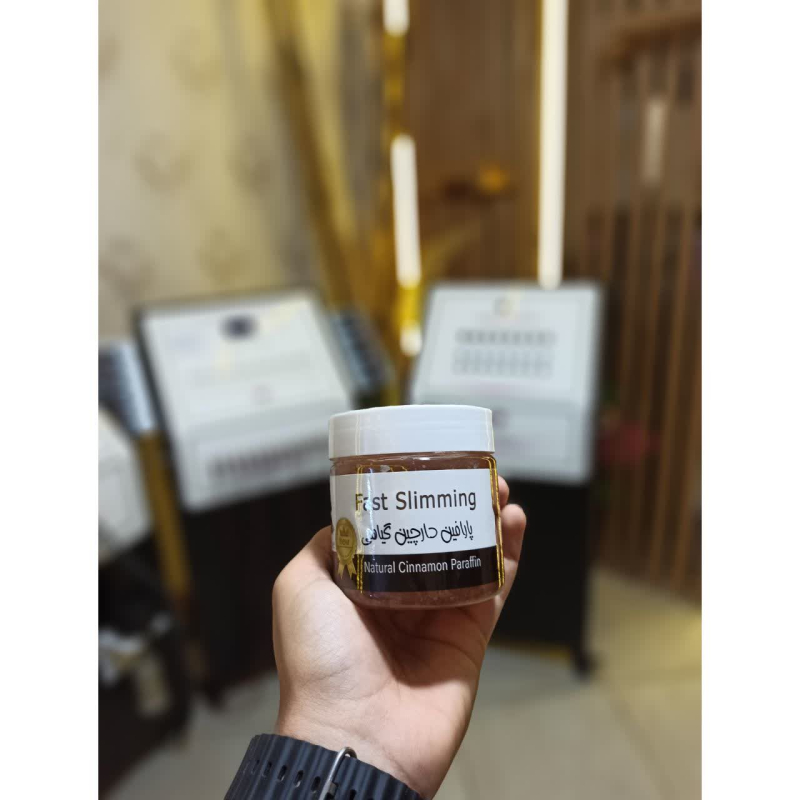 Fast Slimming
پارافین دارچین گیاهی
Natural Cinnamon Paraffin